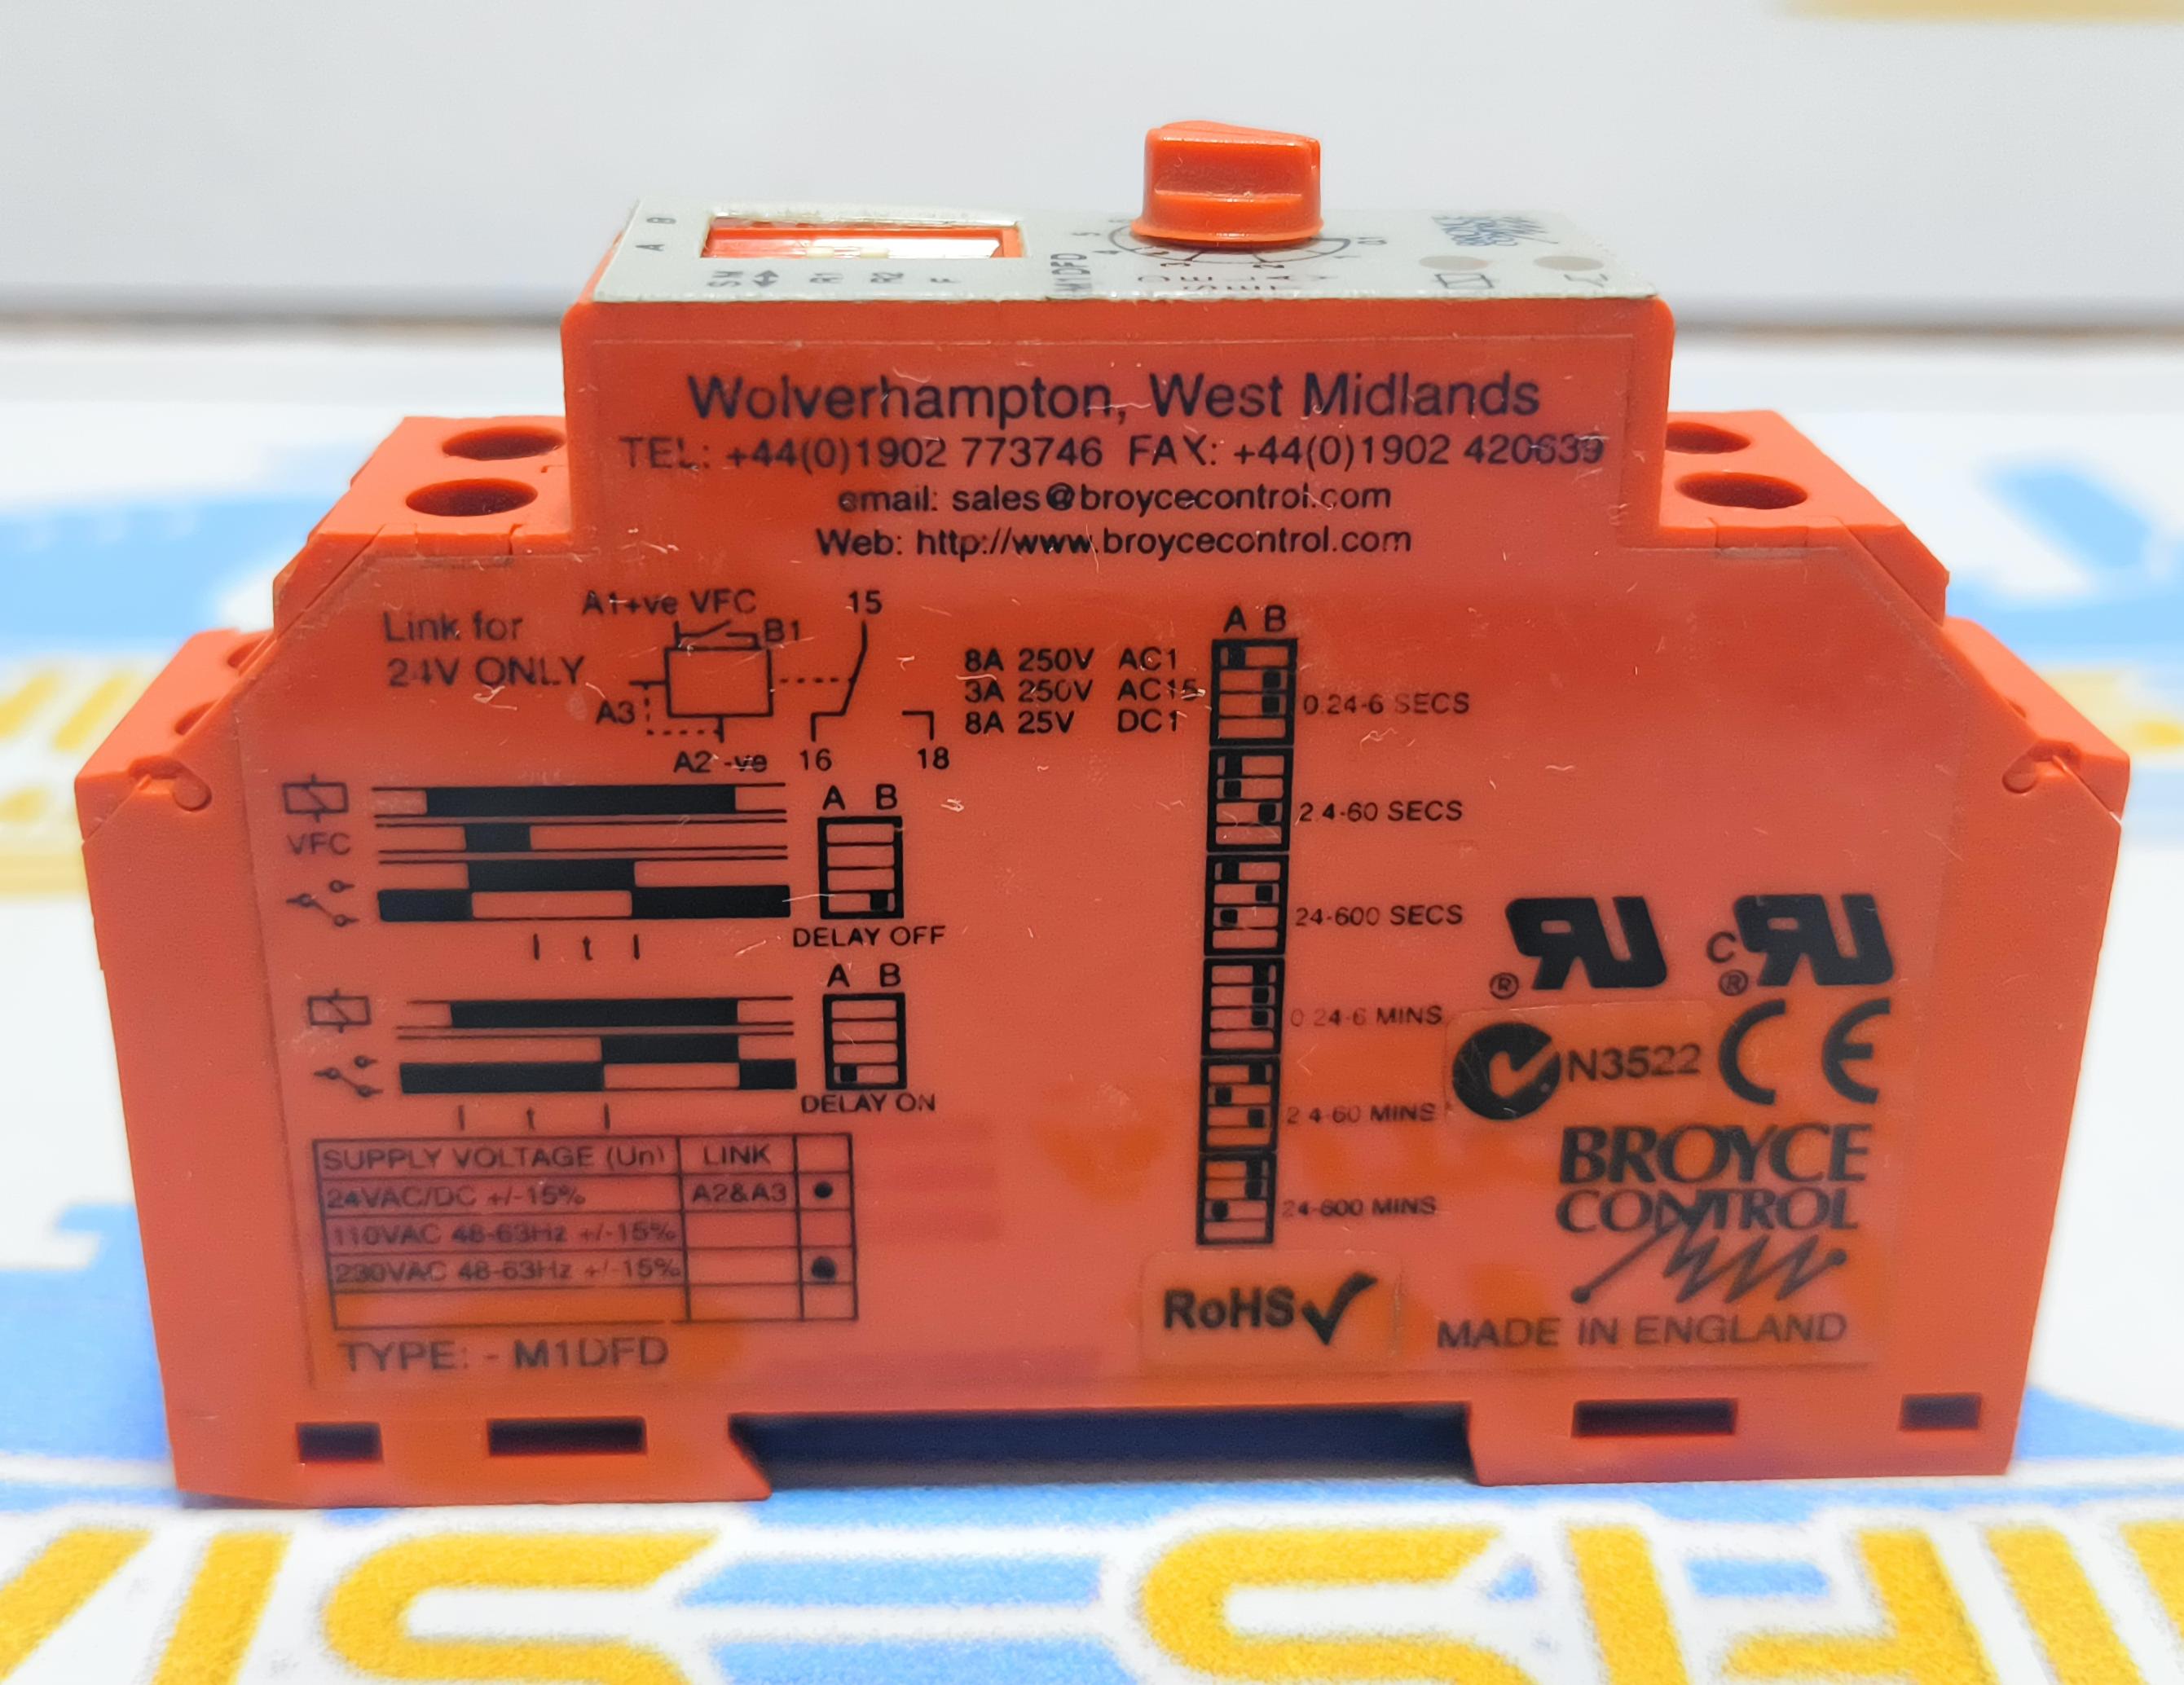 A B
S/M R1 R2 F
M1DFD
Wolverhampton, West Midlands
TEL: +44(0)1902 773746 FAX: +44(0)1902 420639
email: sales@broycecontrol.com
Web: http://www.broycecontrol.com
Link for
24V ONLY
A1+ve VFC
B1
15
A3
A2 -ve
16
18
8A 250V AC1
3A 250V AC15
8A 25V DC1
A B
0.24-6 SECS
2.4-60 SECS
24-600 SECS
0.24-6 MINS
2.4-60 MINS
24-600 MINS
VFC
A B
DELAY OFF
t
A B
DELAY ON
t
SUPPLY VOLTAGE (Un) LINK
24VAC/DC +/-15% A2&A3
110VAC 48-63Hz +/-15%
230VAC 48-63Hz +/-15%
TYPE: - M1DFD
RoHS
N3522
CE
BROYCE
CONTROL
MADE IN ENGLAND